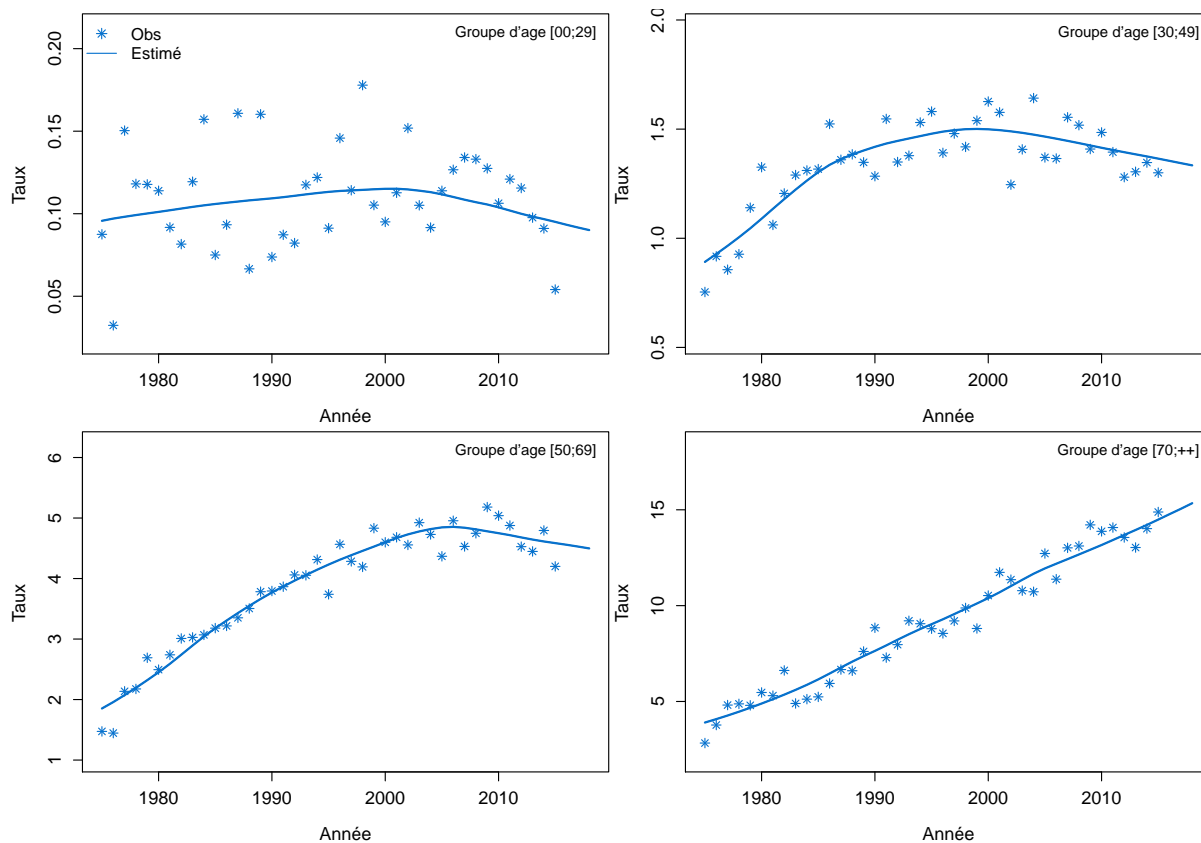 Obs
Estimé
Groupe d'age [00;29]
Taux
0.20
0.15
0.10
0.05
1980 1990 2000 2010
Année
Groupe d'age [30;49]
Taux
2.0
1.5
1.0
0.5
1980 1990 2000 2010
Année
Groupe d'age [50;69]
Taux
6
5
4
3
2
1
1980 1990 2000 2010
Année
Groupe d'age [70;++]
Taux
15
10
5
1980 1990 2000 2010
Année